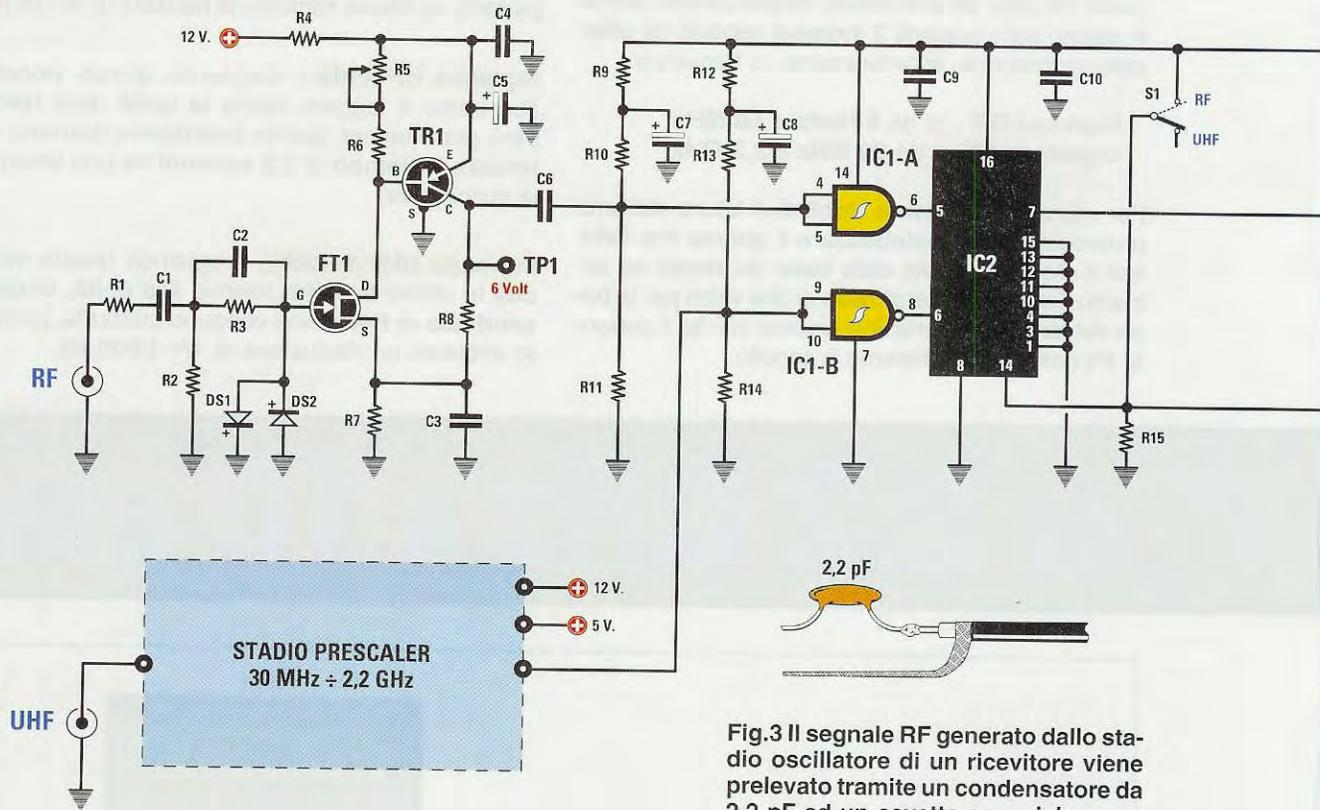 C4
R4
12 V.
R5
C5
+
R9
R12
C9
C10
S1
RF
UHF
TR1
R6
E
B
C
S
C6
+
C7
+
C8
R10
R13
IC1-A
14
4
5
6
5
16
7
15
13
12
11
10
4
3
1
IC2
C2
FT1
TP1
6 Volt
R1
C1
R3
G
D
S
R8
9
10
8
6
IC1-B
7
8
14
RF
R2
DS1
+
+
DS2
R7
C3
R11
R14
R15
2,2 pF
12 V.
5 V.
STADIO PRESCALER
30 MHz ÷ 2,2 GHz
UHF
Fig.3 Il segnale RF generato dallo sta-
dio oscillatore di un ricevitore viene
prelevato tramite un condensatore da